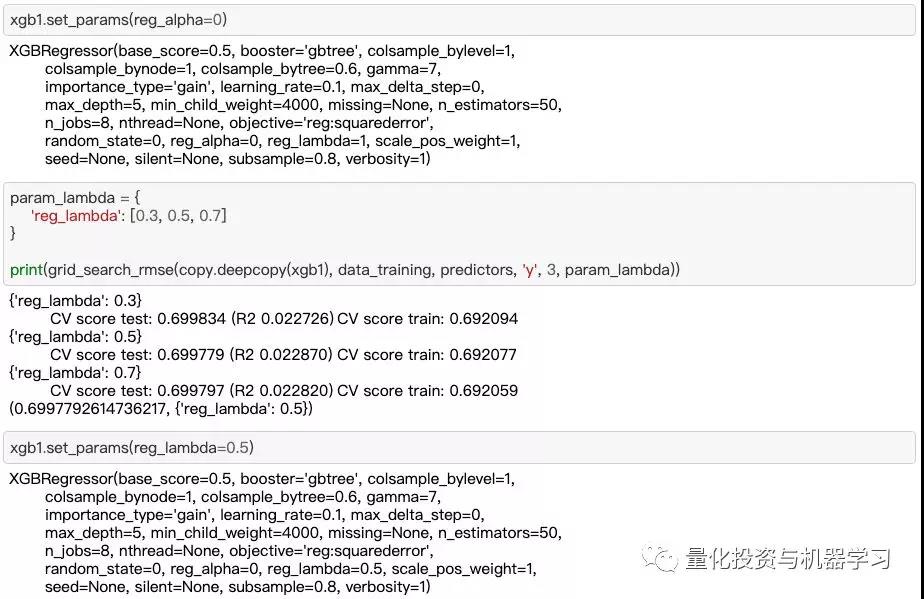 xgb1.set_params(reg_alpha=0)
XGBRegressor(base_score=0.5, booster='gbtree', colsample_bylevel=1,
colsample_bynode=1, colsample_bytree=0.6, gamma=7,
importance_type='gain', learning_rate=0.1, max_delta_step=0,
max_depth=5, min_child_weight=4000, missing=None, n_estimators=50,
n_jobs=8, nthread=None, objective='reg:squarederror',
random_state=0, reg_alpha=0, reg_lambda=1, scale_pos_weight=1,
seed=None, silent=None, subsample=0.8, verbosity=1)
param_lambda = {
'reg_lambda': [0.3, 0.5, 0.7]
}
print(grid_search_rmse(copy.deepcopy(xgb1), data_training, predictors, 'y', 3, param_lambda))
{'reg_lambda': 0.3}
CV score test: 0.699834 (R2 0.022726) CV score train: 0.692094
{'reg_lambda': 0.5}
CV score test: 0.699779 (R2 0.022870) CV score train: 0.692077
{'reg_lambda': 0.7}
CV score test: 0.699797 (R2 0.022820) CV score train: 0.692059
(0.6997792614736217, {'reg_lambda': 0.5})
xgb1.set_params(reg_lambda=0.5)
XGBRegressor(base_score=0.5, booster='gbtree', colsample_bylevel=1,
colsample_bynode=1, colsample_bytree=0.6, gamma=7,
importance_type='gain', learning_rate=0.1, max_delta_step=0,
max_depth=5, min_child_weight=4000, missing=None, n_estimators=50,
n_jobs=8, nthread=None, objective='reg:squarederror',
random_state=0, reg_alpha=0, reg_lambda=0.5, scale_pos_weight=1,
seed=None, silent=None, subsample=0.8, verbosity=1)
量化投资与机器学习